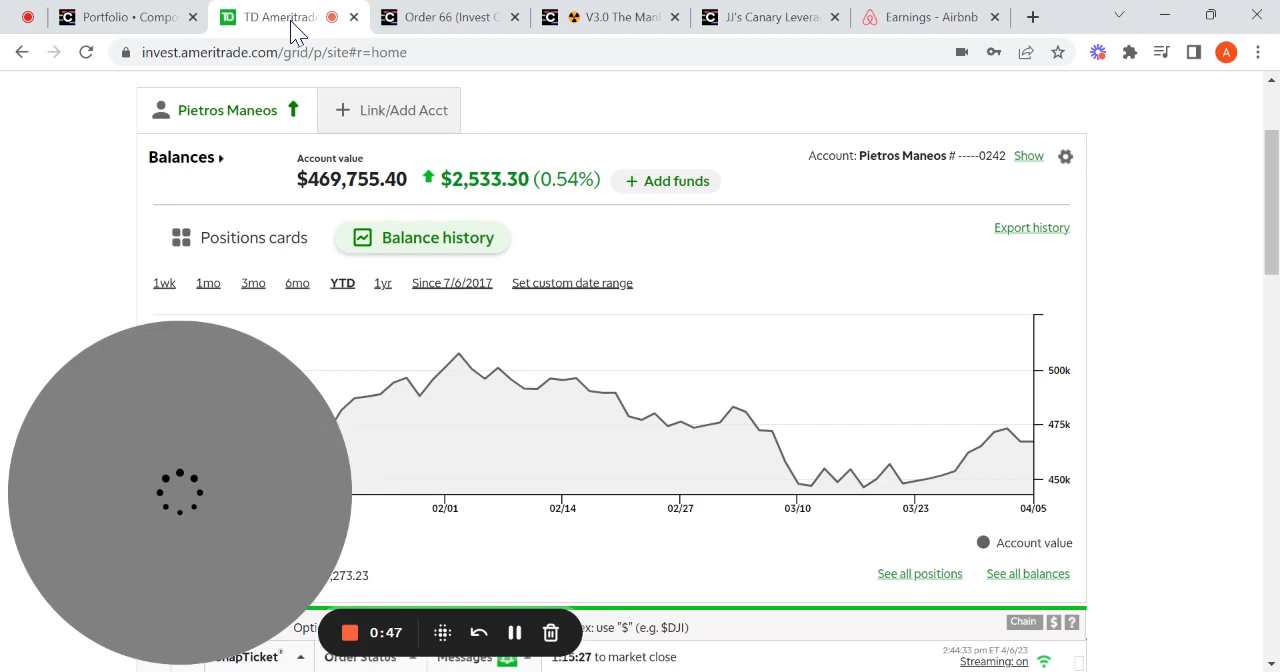 Portfolio • Compo
TD Ameritrade
Order 66 (Invest C
V3.0 The Man
JJ's Canary Levera
Earnings - Airbnb
invest.ameritrade.com/grid/p/site#r=home
A
Pietros Maneos
Link/Add Acct
Balances
Account value
$469,755.40
$2,533.30 (0.54%)
+ Add funds
Account: Pietros Maneos # -----0242 Show
Positions cards
Balance history
Export history
1wk 1mo 3mo 6mo YTD 1yr Since 7/6/2017 Set custom date range
500k
475k
450k
02/01 02/14 02/27 03/10 03/23 04/05
Account value
,273.23
See all positions See all balances
Opti
0:47
ex: use "$" (e.g. $DJI)
Chain $ ?
SnapTicket Order Status Messages 1:15:27 to market close
2:44:33 pm ET 4/6/23
Streaming: on